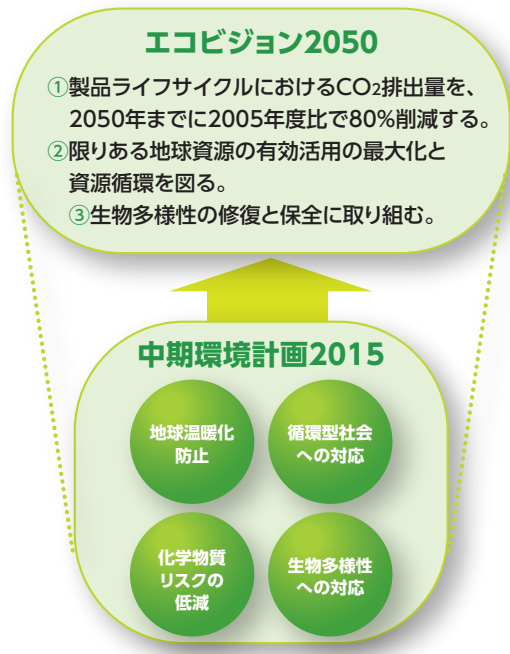 エコビジョン2050
①製品ライフサイクルにおけるCO₂排出量を、
2050年までに2005年度比で80%削減する。
②限りある地球資源の有効活用の最大化と
資源循環を図る。
③生物多様性の修復と保全に取り組む。
中期環境計画2015
地球温暖化
防止
循環型社会
への対応
化学物質
リスクの
低減
生物多様性
への対応